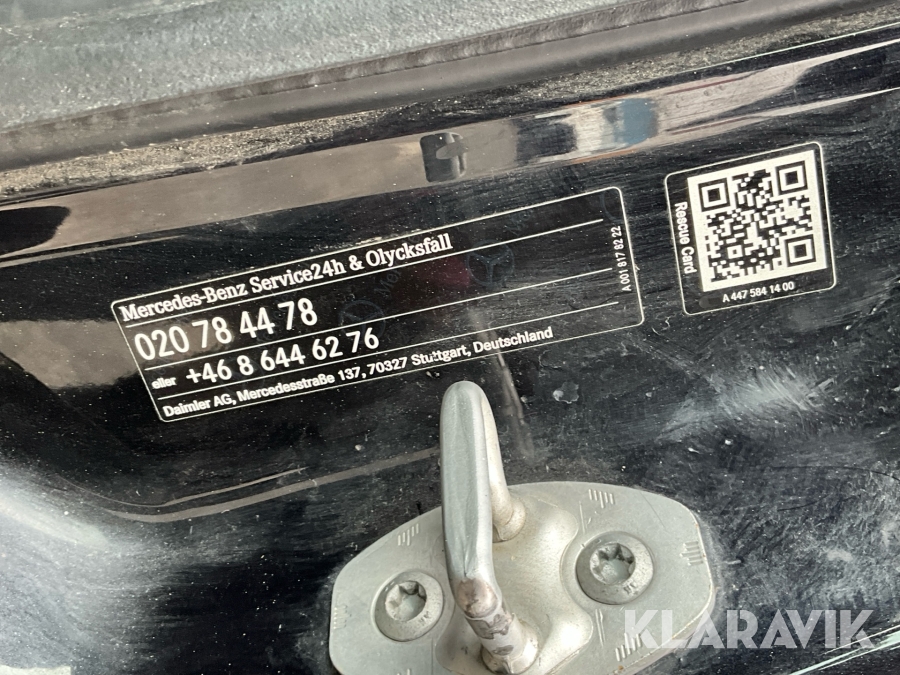 Mercedes-Benz Service24h & Olycksfall
020 78 44 78
eller +46 8 644 62 76
Daimler AG, Mercedesstraße 137, 70327 Stuttgart, Deutschland
A 001 817 82 22
Rescue Card
A 447 584 14 00
KLARAVIK